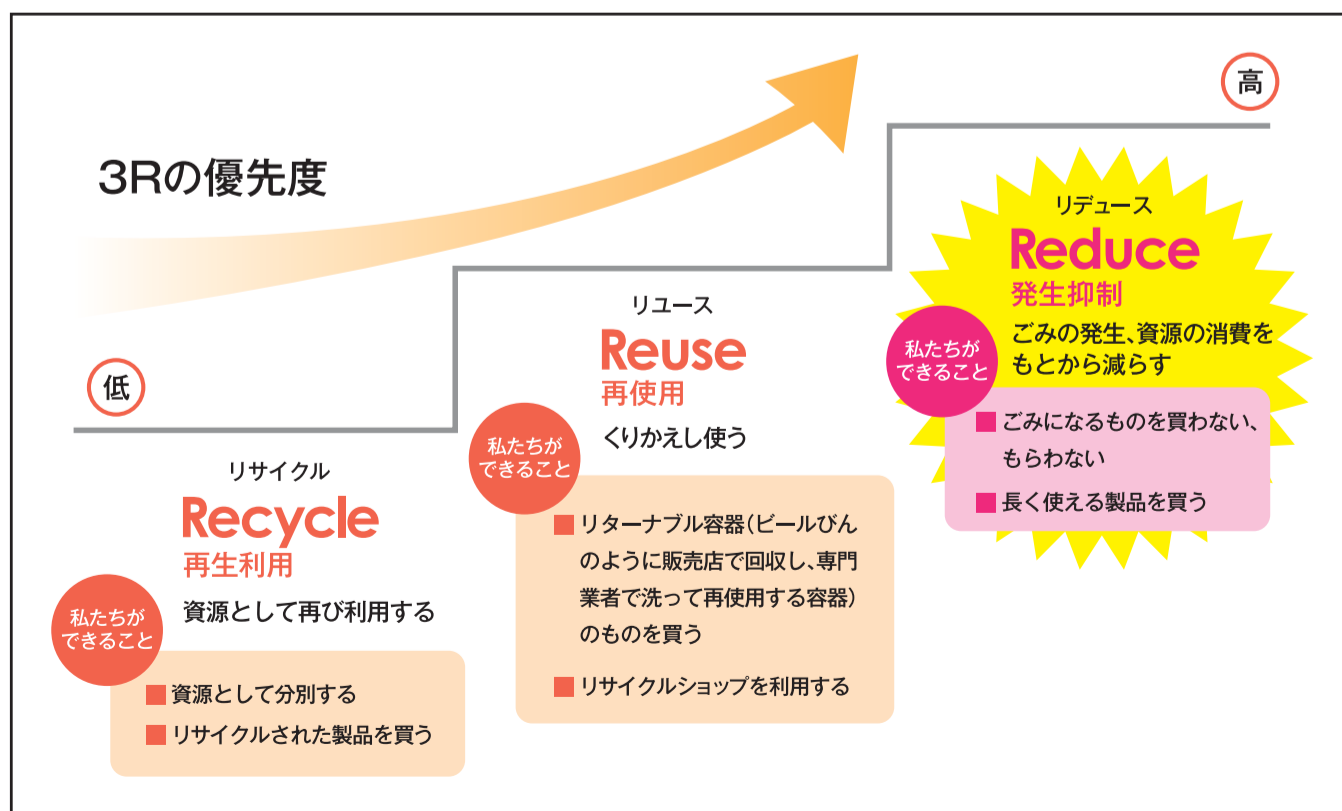 3Rの優先度
低
高
リサイクル
Recycle
再生利用
資源として再び利用する
私たちが
できること
■ 資源として分別する
■ リサイクルされた製品を買う
リユース
Reuse
再使用
くりかえし使う
私たちが
できること
■ リターナブル容器(ビールびん
のように販売店で回収し、専門
業者で洗って再使用する容器)
のものを買う
■ リサイクルショップを利用する
リデュース
Reduce
発生抑制
ごみの発生、資源の消費を
もとから減らす
私たちが
できること
■ ごみになるものを買わない、
もらわない
■ 長く使える製品を買う